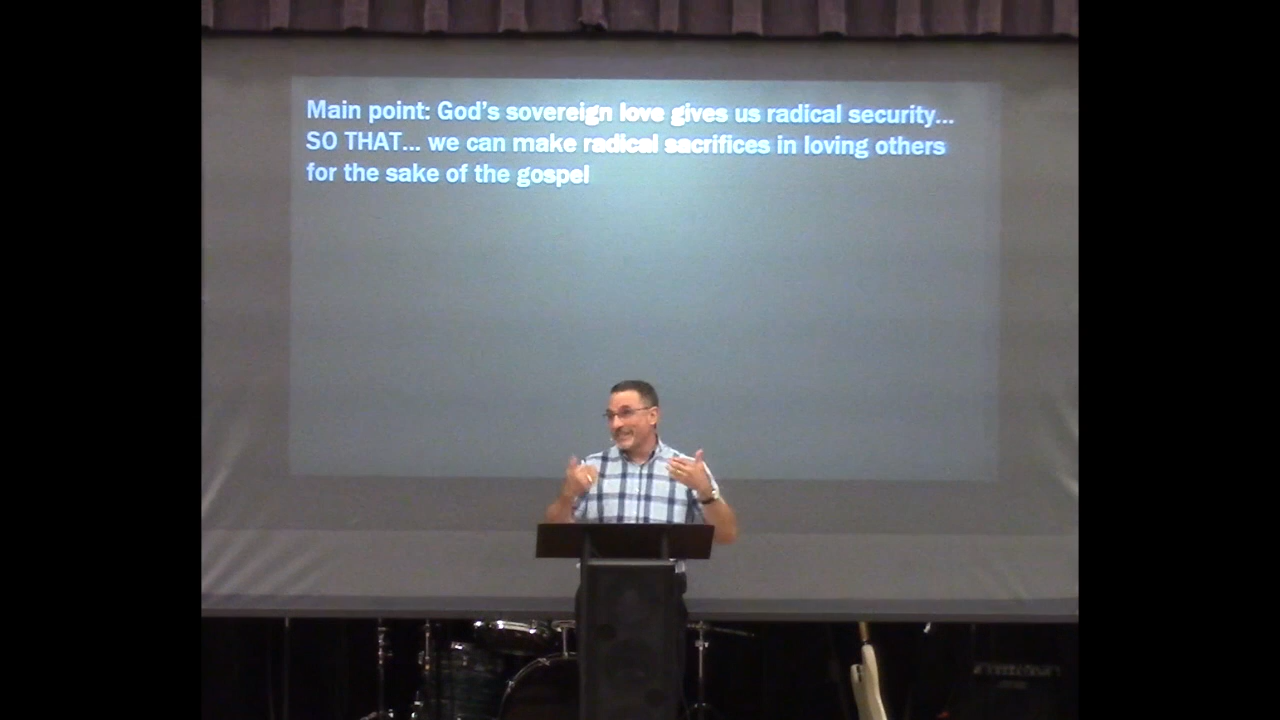 Main point: God's sovereign love gives us radical security...
SO THAT... we can make radical sacrifices in loving others
for the sake of the gospel